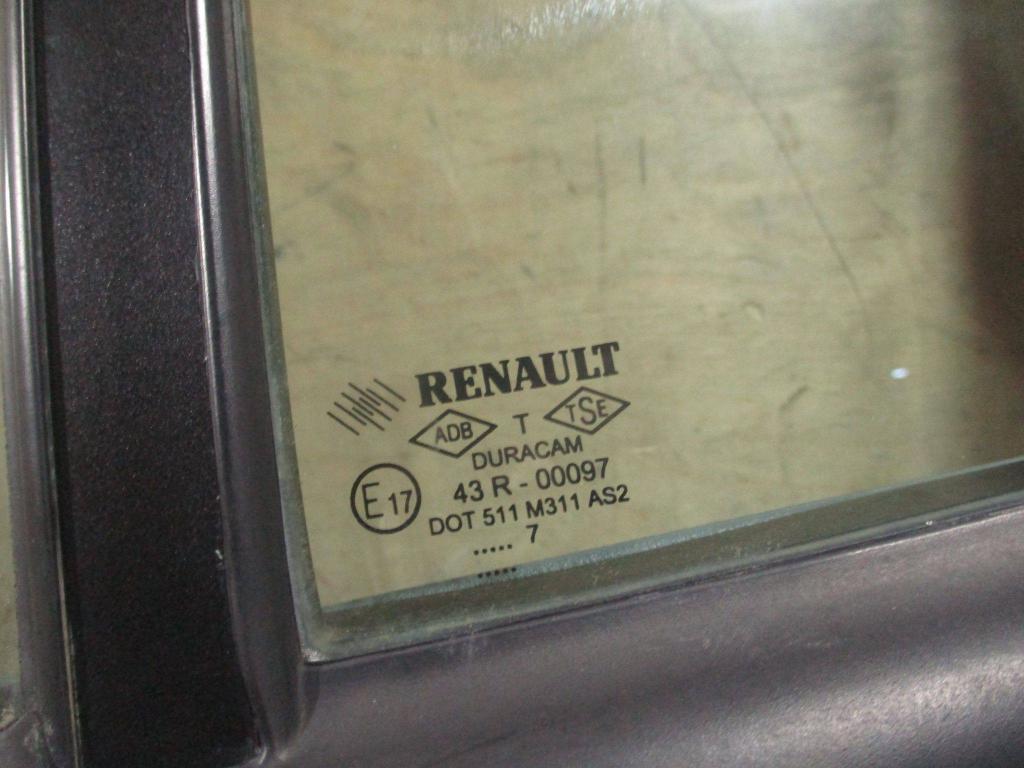 RENAULT
ADB T TSE
DURACAM
E17 43 R - 00097
DOT 511 M311 AS2
..... 7
.....